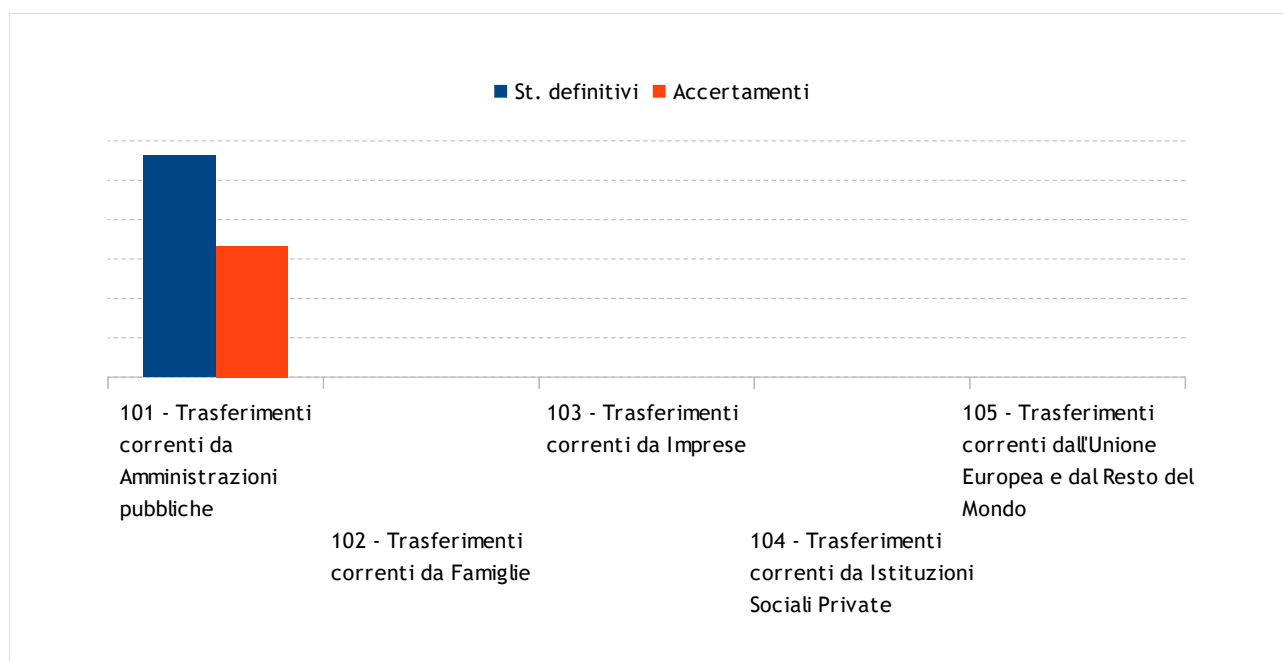 St. definitivi Accertamenti
101 - Trasferimenti
correnti da
Amministrazioni
pubbliche
102 - Trasferimenti
correnti da Famiglie
103 - Trasferimenti
correnti da Imprese
104 - Trasferimenti
correnti da Istituzioni
Sociali Private
105 - Trasferimenti
correnti dall'Unione
Europea e dal Resto del
Mondo